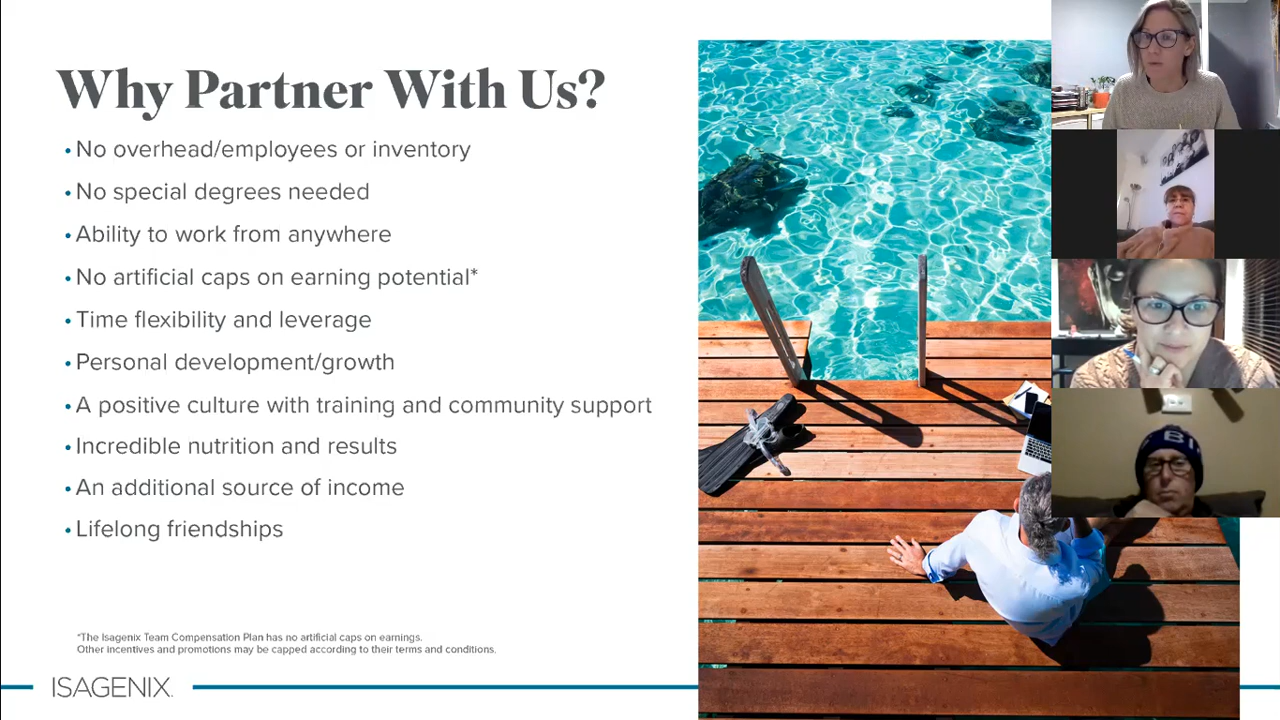 Why Partner With Us?
• No overhead/employees or inventory
• No special degrees needed
• Ability to work from anywhere
• No artificial caps on earning potential*
• Time flexibility and leverage
• Personal development/growth
• A positive culture with training and community support
• Incredible nutrition and results
• An additional source of income
• Lifelong friendships
*The Isagenix Team Compensation Plan has no artificial caps on earnings.
Other incentives and promotions may be capped according to their terms and conditions.
ISAGENIX.